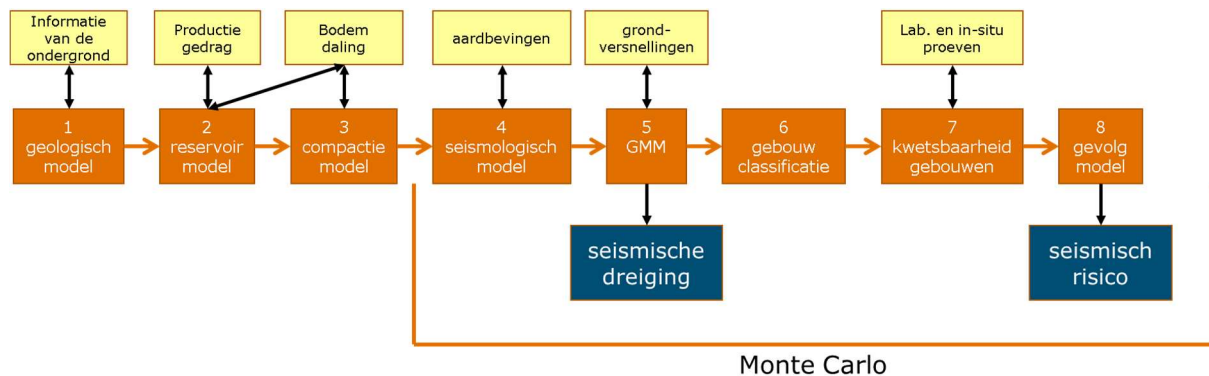 Informatie
van de
ondergrond
Productie
gedrag
Bodem
daling
aardbevingen
grond-
versnellingen
Lab. en in-situ
proeven
1
geologisch
model
2
reservoir
model
3
compactie
model
4
seismologisch
model
5
GMM
6
gebouw
classificatie
7
kwetsbaarheid
gebouwen
8
gevolg
model
seismische
dreiging
seismisch
risico
Monte Carlo